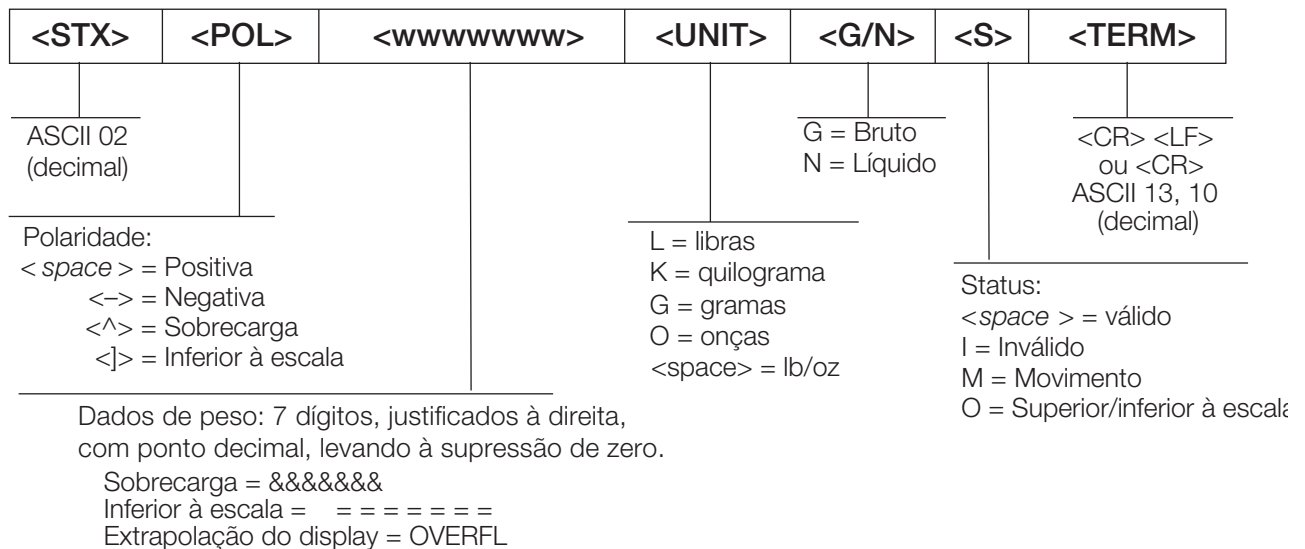 <STX> <POL> <wwwwwww> <UNIT> <G/N> <S> <TERM>
ASCII 02
(decimal)
G = Bruto
N = Líquido
<CR> <LF>
ou <CR>
ASCII 13, 10
(decimal)
Polaridade:
<space> = Positiva
<–> = Negativa
<^> = Sobrecarga
<]> = Inferior à escala
L = libras
K = quilograma
G = gramas
O = onças
<space> = lb/oz
Status:
<space > = válido
I = Inválido
M = Movimento
O = Superior/inferior à escala
Dados de peso: 7 dígitos, justificados à direita,
com ponto decimal, levando à supressão de zero.
Sobrecarga = &&&&&&&
Inferior à escala = = = = = = = =
Extrapolação do display = OVERFL